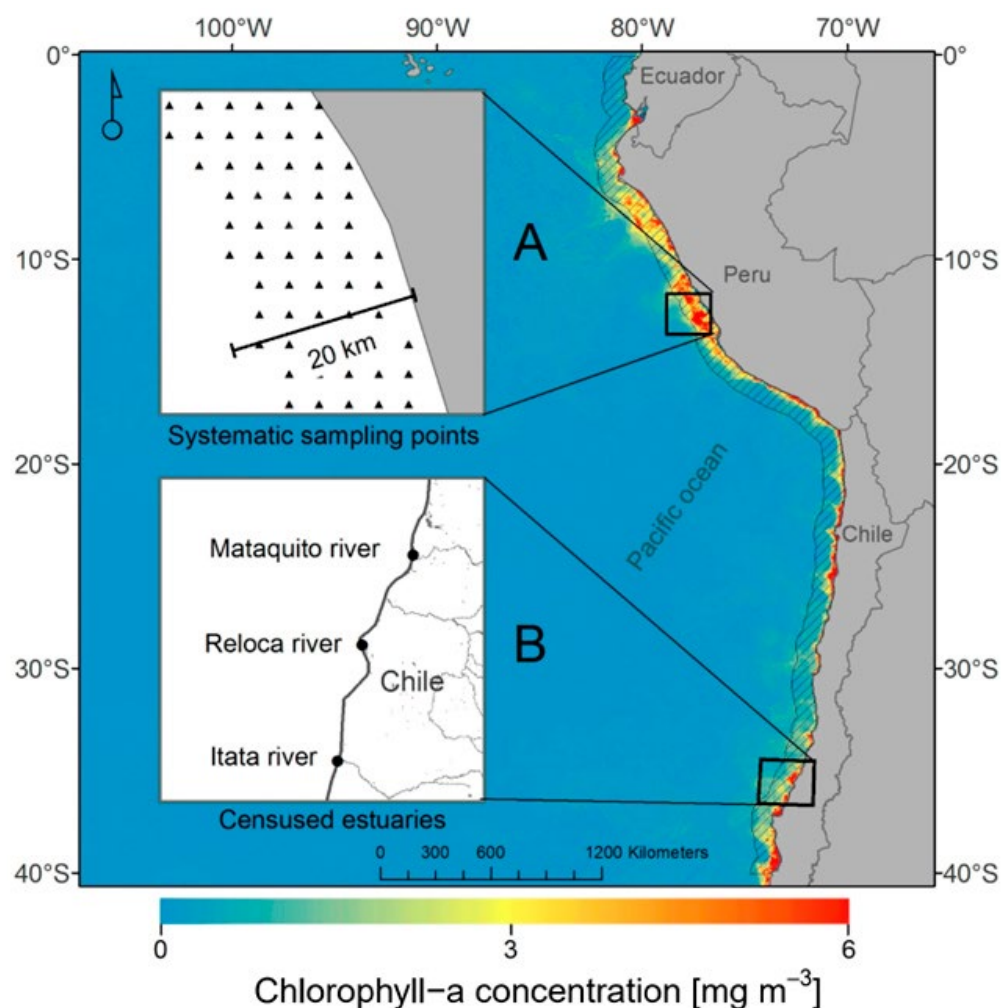 100°W 90°W 80°W 70°W
0° 0°
Ecuador
A
10°S 10°S
Peru
20 km
Systematic sampling points
20°S 20°S
Pacific ocean
Chile
Mataquito river
Reloca river
B
30°S 30°S
Chile
Itata river
Censused estuaries
0 300 600 1200 Kilometers
40°S 40°S
0 3 6
Chlorophyll−a concentration [mg m⁻³]